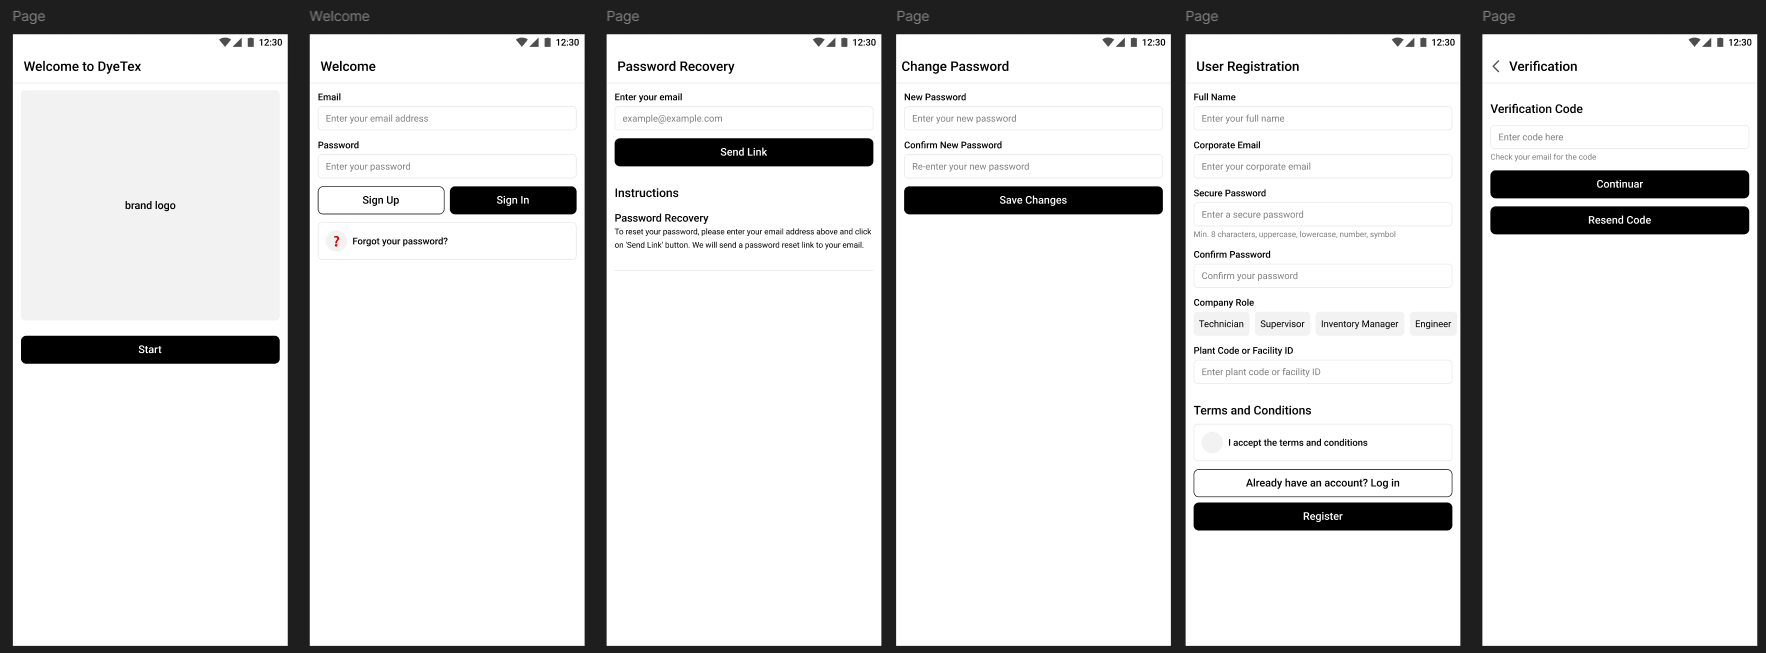 Page
12:30
Welcome to DyeTex
brand logo
Start
Welcome
12:30
Welcome
Email
Enter your email address
Password
Enter your password
Sign Up
Sign In
?
Forgot your password?
Page
12:30
Password Recovery
Enter your email
example@example.com
Send Link
Instructions
Password Recovery
To reset your password, please enter your email address above and click
on 'Send Link' button. We will send a password reset link to your email.
Page
12:30
Change Password
New Password
Enter your new password
Confirm New Password
Re-enter your new password
Save Changes
Page
12:30
User Registration
Full Name
Enter your full name
Corporate Email
Enter your corporate email
Secure Password
Enter a secure password
Min. 8 characters, uppercase, lowercase, number, symbol
Confirm Password
Confirm your password
Company Role
Technician Supervisor Inventory Manager Engineer
Plant Code or Facility ID
Enter plant code or facility ID
Terms and Conditions
I accept the terms and conditions
Already have an account? Log in
Register
Page
12:30
Verification
Verification Code
Enter code here
Check your email for the code
Continuar
Resend Code